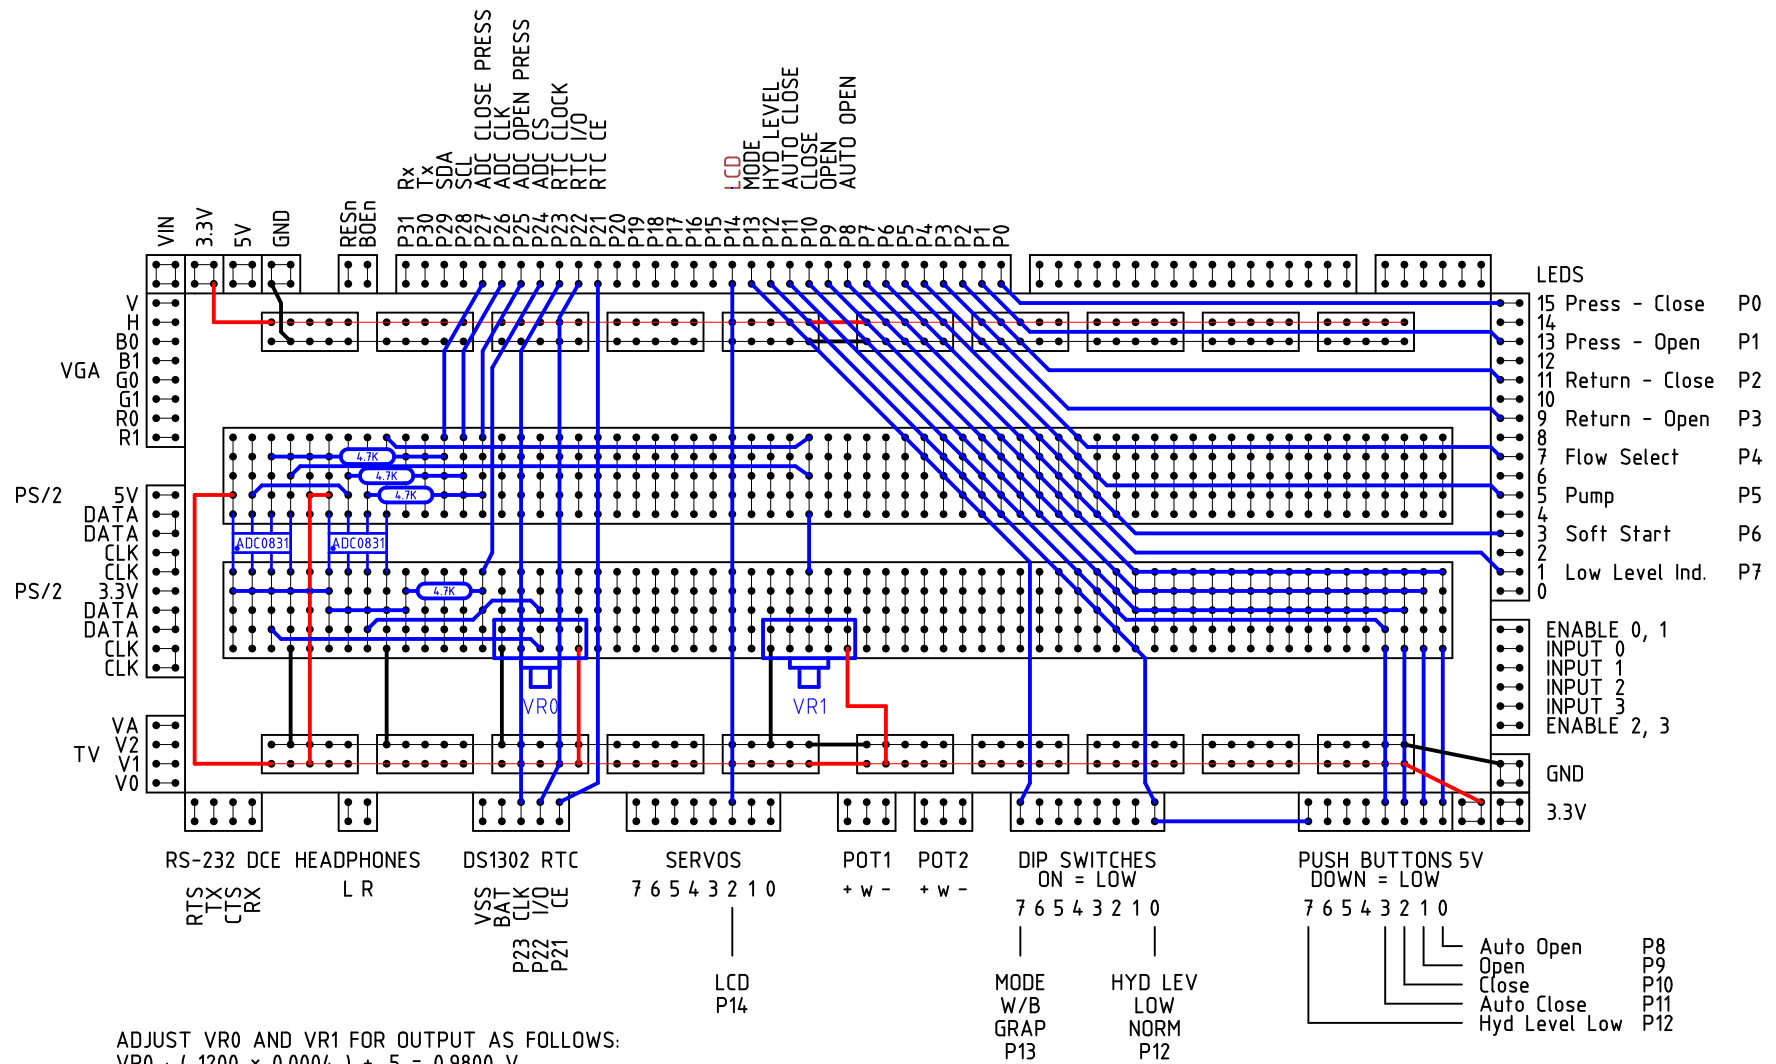 Rx
Tx
SDA
SCL
ADC CLOSE PRESS
ADC CLK
ADC OPEN PRESS
ADC CS
RTC CLOCK
RTC I/O
RTC CE
LCD
MODE
HYD LEVEL
AUTO CLOSE
CLOSE
OPEN
AUTO OPEN
VIN
3.3V
5V
GND
RESn
BOEn
P31
P30
P29
P28
P27
P26
P25
P24
P23
P22
P21
P20
P19
P18
P17
P16
P15
P14
P13
P12
P11
P10
P9
P8
P7
P6
P5
P4
P3
P2
P1
P0
VGA
V
H
B0
B1
G0
G1
R0
R1
PS/2
5V
DATA
DATA
CLK
CLK
PS/2
3.3V
DATA
DATA
CLK
CLK
TV
VA
V2
V1
V0
4.7K
4.7K
4.7K
ADC0831
ADC0831
4.7K
VR0
VR1
LEDS
15 Press - Close P0
14
13 Press - Open P1
12
11 Return - Close P2
10
9 Return - Open P3
8
7 Flow Select P4
6
5 Pump P5
4
3 Soft Start P6
2
1 Low Level Ind. P7
0
ENABLE 0, 1
INPUT 0
INPUT 1
INPUT 2
INPUT 3
ENABLE 2, 3
GND
3.3V
RS-232 DCE
RTS
TX
CTS
RX
HEADPHONES
L R
DS1302 RTC
VSS
BAT
P23 CLK
P22 I/O
P21 CE
SERVOS
7 6 5 4 3 2 1 0
LCD
P14
POT1
+ w -
POT2
+ w -
DIP SWITCHES
ON = LOW
7 6 5 4 3 2 1 0
MODE
W/B
GRAP
P13
HYD LEV
LOW
NORM
P12
PUSH BUTTONS 5V
DOWN = LOW
7 6 5 4 3 2 1 0
Auto Open P8
Open P9
Close P10
Auto Close P11
Hyd Level Low P12
ADJUST VR0 AND VR1 FOR OUTPUT AS FOLLOWS: